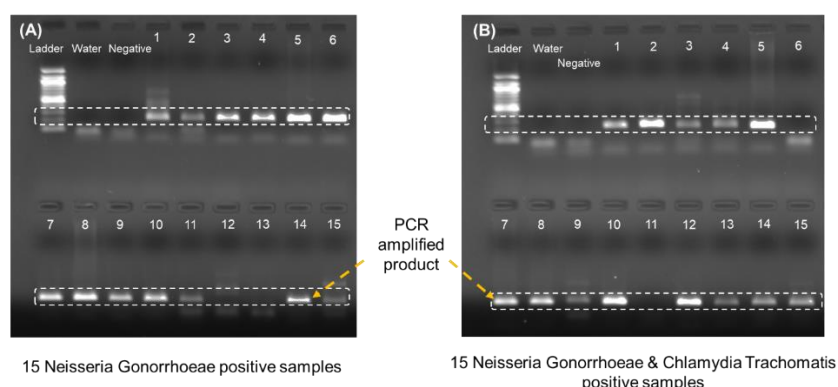 (A)
Ladder Water Negative 1 2 3 4 5 6
7 8 9 10 11 12 13 14 15
15 Neisseria Gonorrhoeae positive samples
PCR
amplified
product
(B)
Ladder Water 1 2 3 4 5 6
Negative
7 8 9 10 11 12 13 14 15
15 Neisseria Gonorrhoeae & Chlamydia Trachomatis
positive samples